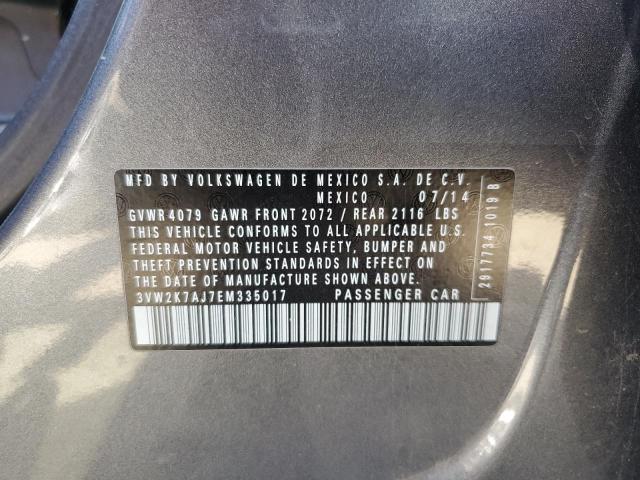 MFD BY VOLKSWAGEN DE MEXICO S.A. DE C.V.
MEXICO 07/14
GVWR 4079 GAWR FRONT 2072 / REAR 2116 LBS
THIS VEHICLE CONFORMS TO ALL APPLICABLE U.S.
FEDERAL MOTOR VEHICLE SAFETY, BUMPER AND
THEFT PREVENTION STANDARDS IN EFFECT ON
THE DATE OF MANUFACTURE SHOWN ABOVE.
3VW2K7AJ7EM335017 PASSENGER CAR
2917734 1019 B